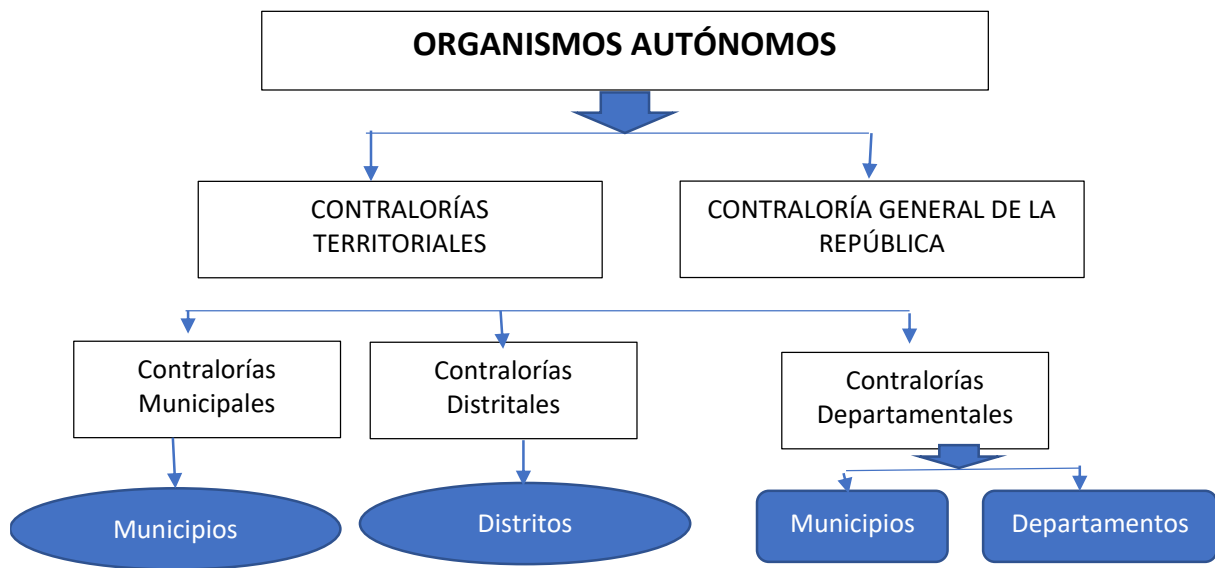 ORGANISMOS AUTÓNOMOS
CONTRALORÍAS
TERRITORIALES
CONTRALORÍA GENERAL DE LA
REPÚBLICA
Contralorías
Municipales
Contralorías
Distritales
Contralorías
Departamentales
Municipios
Distritos
Municipios
Departamentos